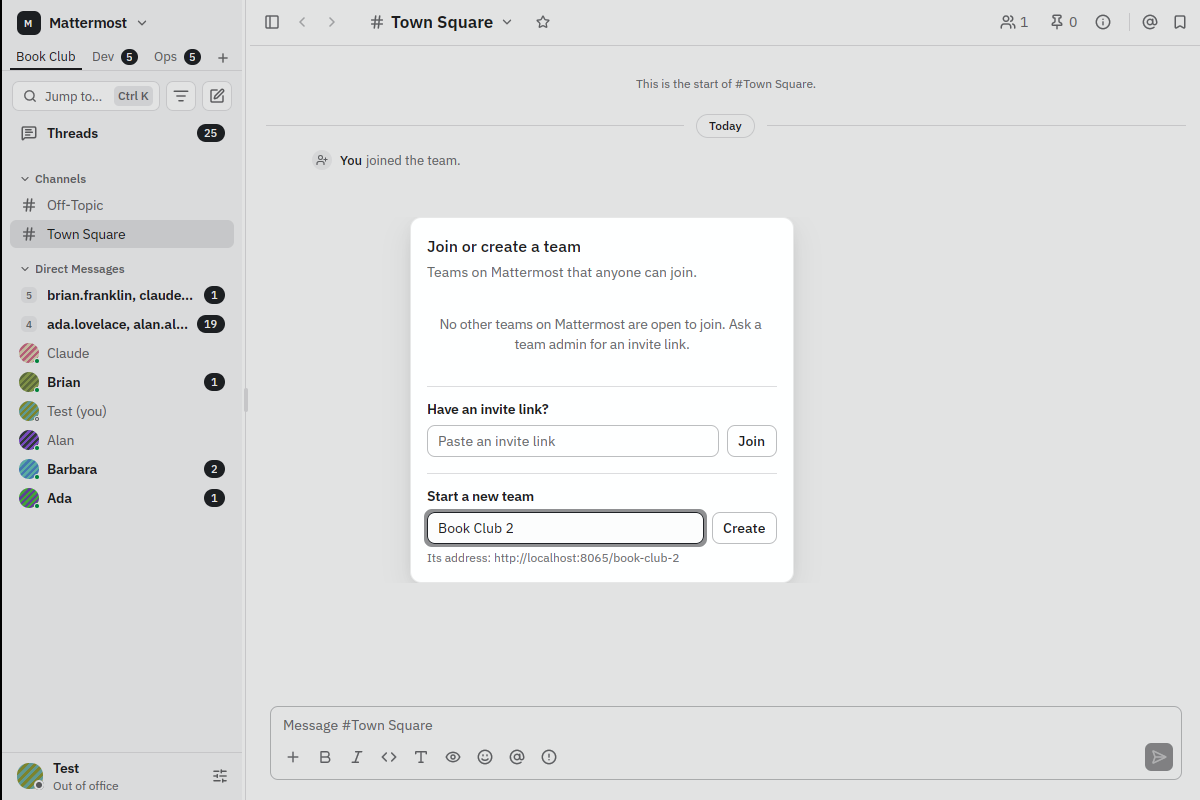 M Mattermost
Book Club Dev 5 Ops 5
Jump to... Ctrl K
Threads 25
Channels
Off-Topic
Town Square
Direct Messages
5 brian.franklin, claude... 1
4 ada.lovelace, alan.al... 19
Claude
Brian 1
Test (you)
Alan
Barbara 2
Ada 1
Test
Out of office
Town Square
1
0
This is the start of #Town Square.
Today
You joined the team.
Join or create a team
Teams on Mattermost that anyone can join.
No other teams on Mattermost are open to join. Ask a
team admin for an invite link.
Have an invite link?
Paste an invite link Join
Start a new team
Book Club 2 Create
Its address: http://localhost:8065/book-club-2
Message #Town Square